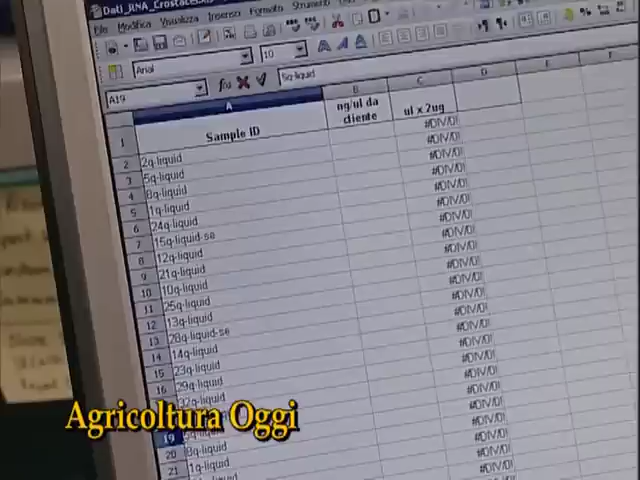 Dati_RNA_Crostacei.xls
File Modifica Visualizza Inserisci Formato Strumenti
Arial 10
A19 5q-liquid
A B C D E F
1 Sample ID ng/ul da cliente ul x 2ug
2 2q-liquid #DIV/0!
3 5q-liquid #DIV/0!
4 8q-liquid #DIV/0!
5 1q-liquid #DIV/0!
6 24q-liquid #DIV/0!
7 15q-liquid-se #DIV/0!
8 12q-liquid #DIV/0!
9 21q-liquid #DIV/0!
10 10q-liquid #DIV/0!
11 25q-liquid #DIV/0!
12 13q-liquid #DIV/0!
13 28q-liquid-se #DIV/0!
14 14q-liquid #DIV/0!
15 23q-liquid #DIV/0!
16 29q-liquid #DIV/0!
32q-liquid #DIV/0!
Agricoltura Oggi
19 5q-liquid #DIV/0!
20 8q-liquid #DIV/0!
21 1q-liquid #DIV/0!